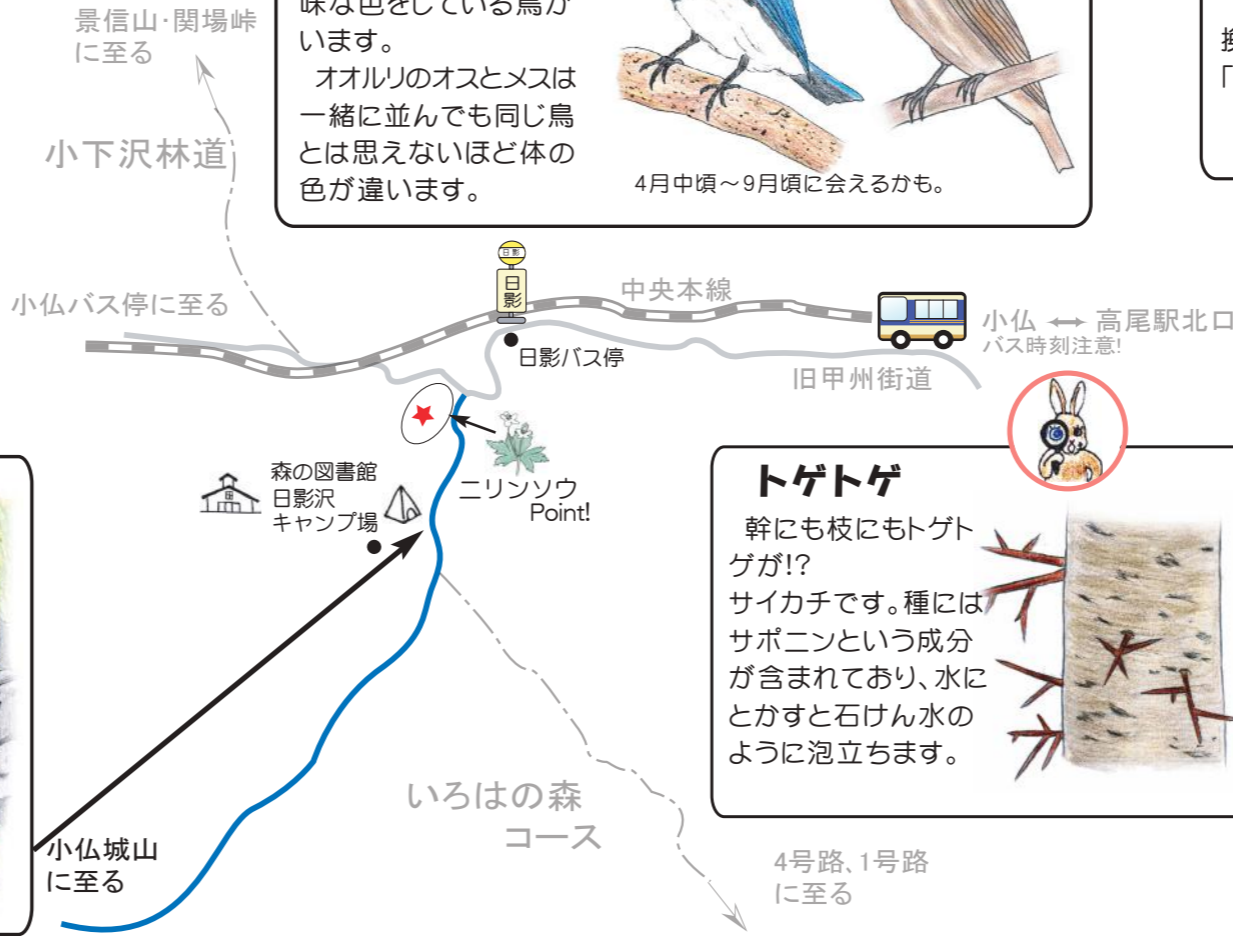 味な色をしている鳥が
います。
オオルリのオスとメスは
一緒に並んでも同じ鳥
とは思えないほど体の
色が違います。
4月中頃～9月頃に会えるかも。
「
景信山・関場峠
に至る
小下沢林道
小仏バス停に至る
日影
日影
中央本線
日影バス停
旧甲州街道
小仏 ↔ 高尾駅北口
バス時刻注意!
ニリンソウ
Point!
森の図書館
日影沢
キャンプ場
トゲトゲ
幹にも枝にもトゲト
ゲが!?
サイカチです。種には
サポニンという成分
が含まれており、水に
とかすと石けん水の
ように泡立ちます。
いろはの森
コース
小仏城山
に至る
4号路、1号路
に至る